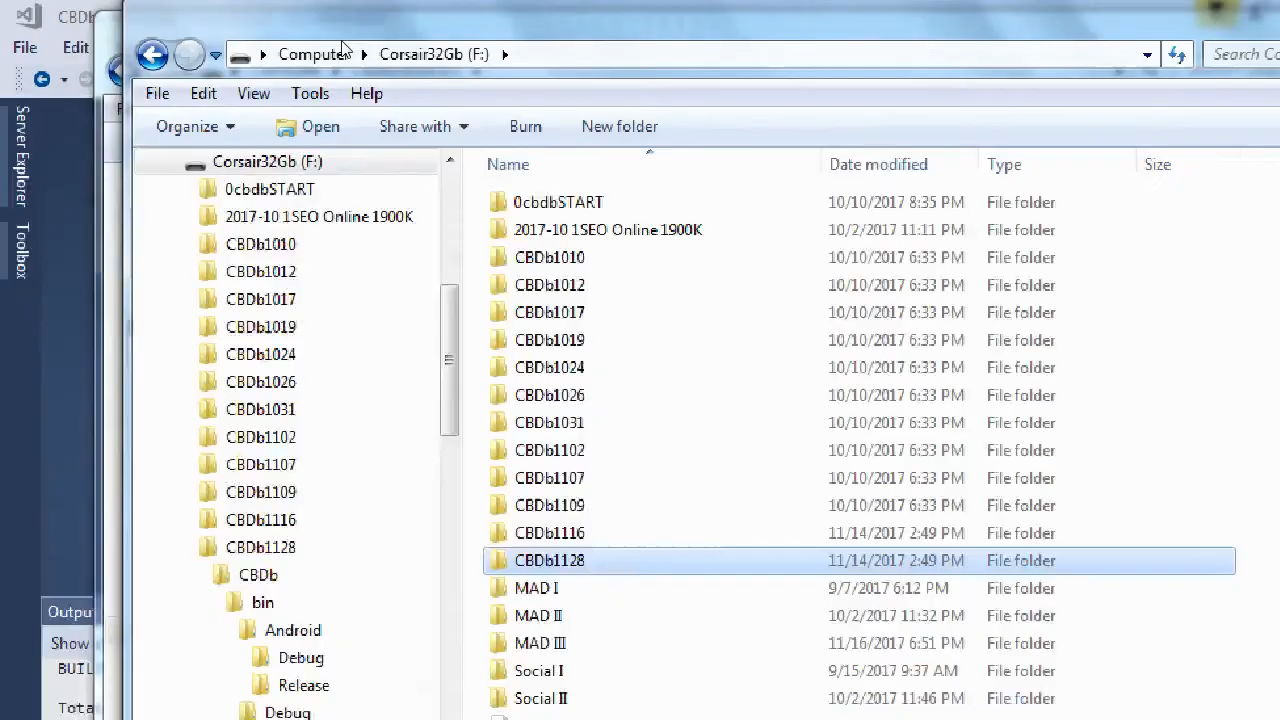 CBDb
File Edit
Computer Corsair32Gb (F:)
Search Co
File Edit View Tools Help
Organize Open Share with Burn New folder
Server Explorer
Toolbox
Corsair32Gb (F:)
0cbdbSTART
2017-10 1SEO Online 1900K
CBDb1010
CBDb1012
CBDb1017
CBDb1019
CBDb1024
CBDb1026
CBDb1031
CBDb1102
CBDb1107
CBDb1109
CBDb1116
CBDb1128
CBDb
bin
Android
Debug
Release
Debug
Name Date modified Type Size
0cbdbSTART 10/10/2017 8:35 PM File folder
2017-10 1SEO Online 1900K 10/2/2017 11:11 PM File folder
CBDb1010 10/10/2017 6:33 PM File folder
CBDb1012 10/10/2017 6:33 PM File folder
CBDb1017 10/10/2017 6:33 PM File folder
CBDb1019 10/10/2017 6:33 PM File folder
CBDb1024 10/10/2017 6:33 PM File folder
CBDb1026 10/10/2017 6:33 PM File folder
CBDb1031 10/10/2017 6:33 PM File folder
CBDb1102 10/10/2017 6:33 PM File folder
CBDb1107 10/10/2017 6:33 PM File folder
CBDb1109 10/10/2017 6:33 PM File folder
CBDb1116 11/14/2017 2:49 PM File folder
CBDb1128 11/14/2017 2:49 PM File folder
MAD I 9/7/2017 6:12 PM File folder
MAD II 10/2/2017 11:32 PM File folder
MAD III 11/16/2017 6:51 PM File folder
Social I 9/15/2017 9:37 AM File folder
Social II 10/2/2017 11:46 PM File folder
Outpu
Show
BUIL
Tota